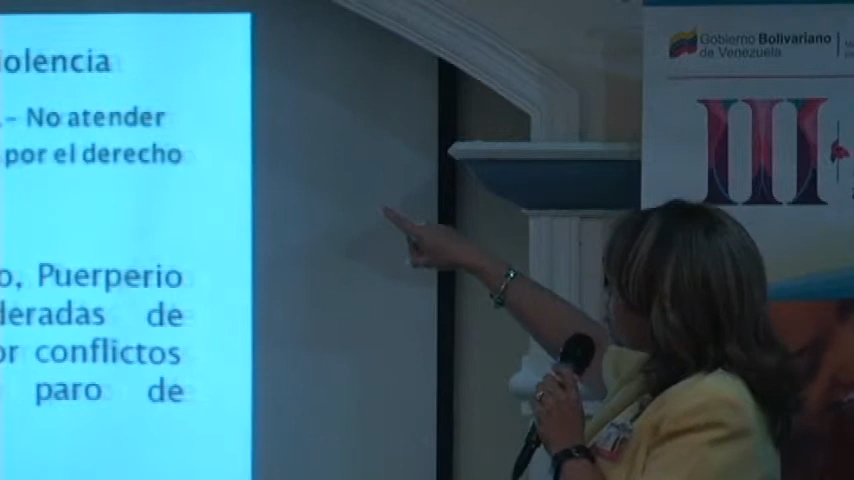 iolencia
.- No atender
por el derecho
o, Puerperio
deradas de
or conflictos
paro de
Gobierno Bolivariano
de Venezuela
III